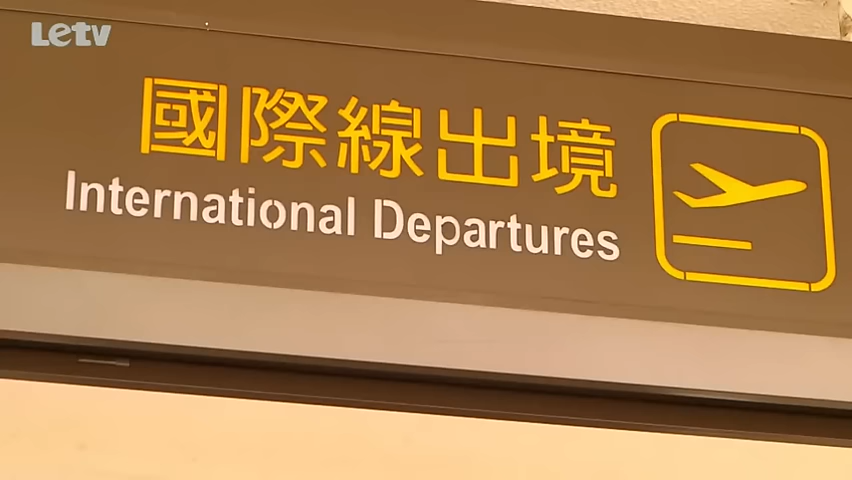 Letv
國際線出境
International Departures